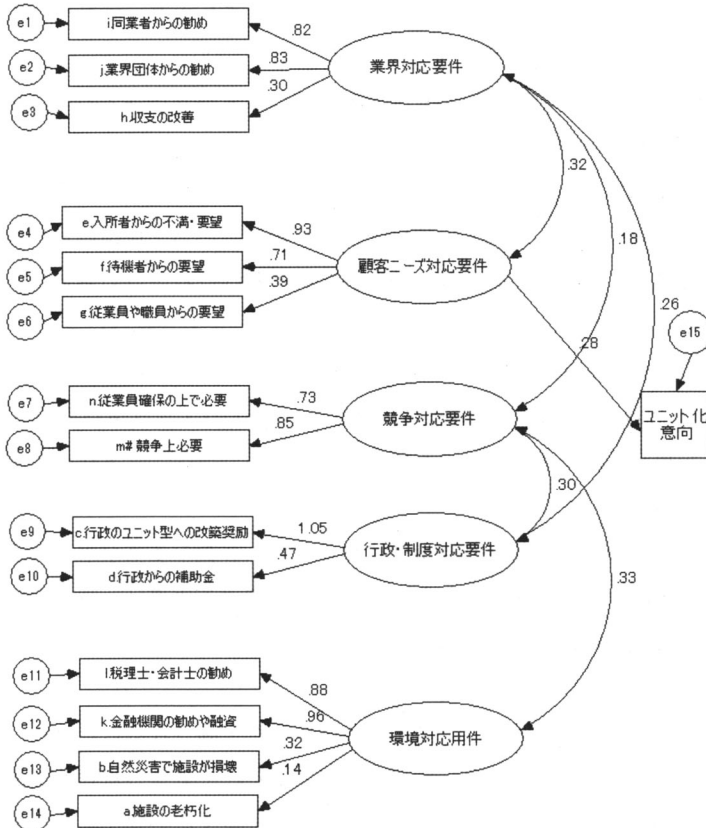 e1
i.同業者からの勧め
.82
e2
j.業界団体からの勧め
.83
業界対応要件
e3
h.収支の改善
.30
.32
.18
.26
e4
e.入所者からの不満・要望
.93
e5
f.待機者からの要望
.71
顧客ニーズ対応要件
e6
g.従業員や職員からの要望
.39
.28
e15
ユニット化
意向
e7
n.従業員確保の上で必要
.73
競争対応要件
e8
m#.競争上必要
.85
.30
e9
c.行政のユニット型への改築奨励
1.05
行政・制度対応要件
e10
d.行政からの補助金
.47
.33
e11
l.税理士・会計士の勧め
.88
e12
k.金融機関の勧めや融資
.96
環境対応用件
e13
b.自然災害で施設が損壊
.32
e14
a.施設の老朽化
.14